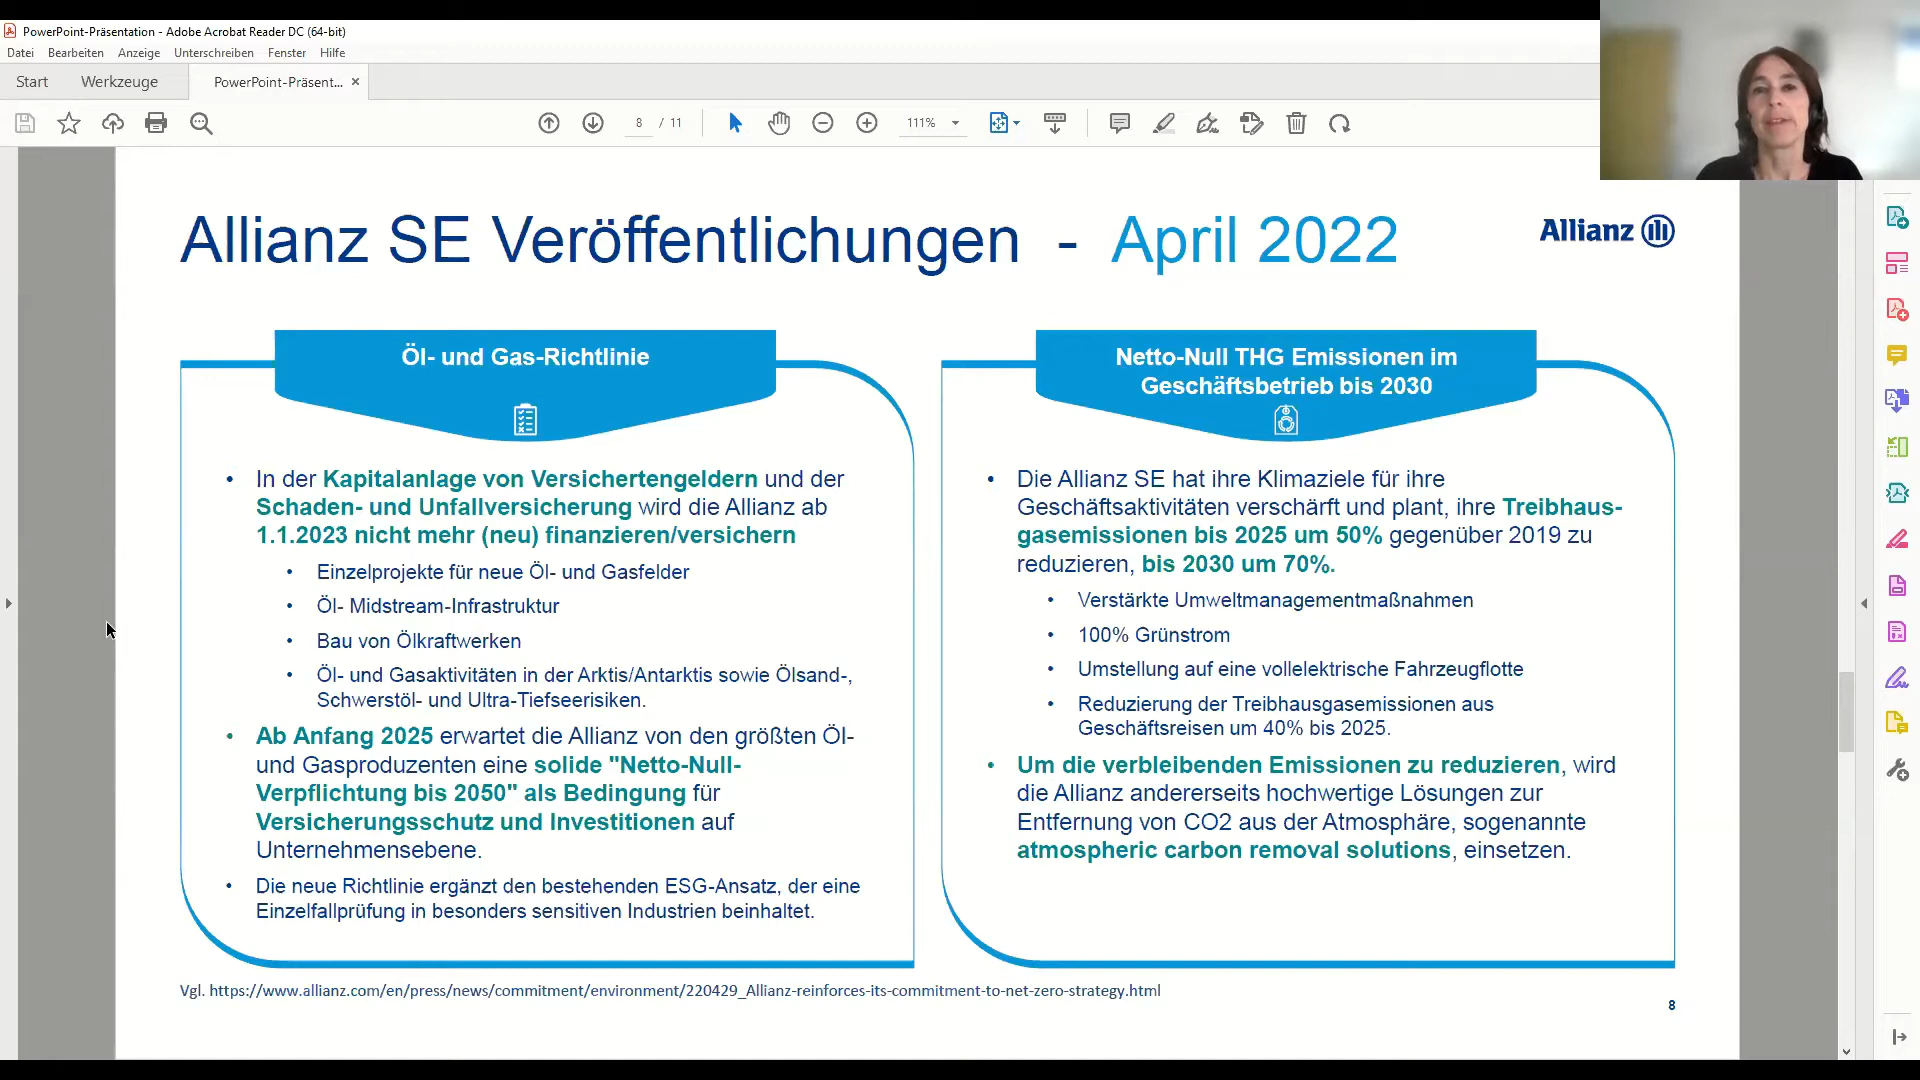 PowerPoint-Präsentation - Adobe Acrobat Reader DC (64-bit)
Datei Bearbeiten Anzeige Unterschreiben Fenster Hilfe
Start Werkzeuge PowerPoint-Präsent... ×
8 / 11 111%
Allianz SE Veröffentlichungen - April 2022
Allianz
Öl- und Gas-Richtlinie
• In der Kapitalanlage von Versichertengeldern und der
Schaden- und Unfallversicherung wird die Allianz ab
1.1.2023 nicht mehr (neu) finanzieren/versichern
• Einzelprojekte für neue Öl- und Gasfelder
• Öl- Midstream-Infrastruktur
• Bau von Ölkraftwerken
• Öl- und Gasaktivitäten in der Arktis/Antarktis sowie Ölsand-,
Schwerstöl- und Ultra-Tiefseerisiken.
• Ab Anfang 2025 erwartet die Allianz von den größten Öl-
und Gasproduzenten eine solide "Netto-Null-
Verpflichtung bis 2050" als Bedingung für
Versicherungsschutz und Investitionen auf
Unternehmensebene.
• Die neue Richtlinie ergänzt den bestehenden ESG-Ansatz, der eine
Einzelfallprüfung in besonders sensitiven Industrien beinhaltet.
Netto-Null THG Emissionen im
Geschäftsbetrieb bis 2030
• Die Allianz SE hat ihre Klimaziele für ihre
Geschäftsaktivitäten verschärft und plant, ihre Treibhaus-
gasemissionen bis 2025 um 50% gegenüber 2019 zu
reduzieren, bis 2030 um 70%.
• Verstärkte Umweltmanagementmaßnahmen
• 100% Grünstrom
• Umstellung auf eine vollelektrische Fahrzeugflotte
• Reduzierung der Treibhausgasemissionen aus
Geschäftsreisen um 40% bis 2025.
• Um die verbleibenden Emissionen zu reduzieren, wird
die Allianz andererseits hochwertige Lösungen zur
Entfernung von CO2 aus der Atmosphäre, sogenannte
atmospheric carbon removal solutions, einsetzen.
Vgl. https://www.allianz.com/en/press/news/commitment/environment/220429_Allianz-reinforces-its-commitment-to-net-zero-strategy.html
8